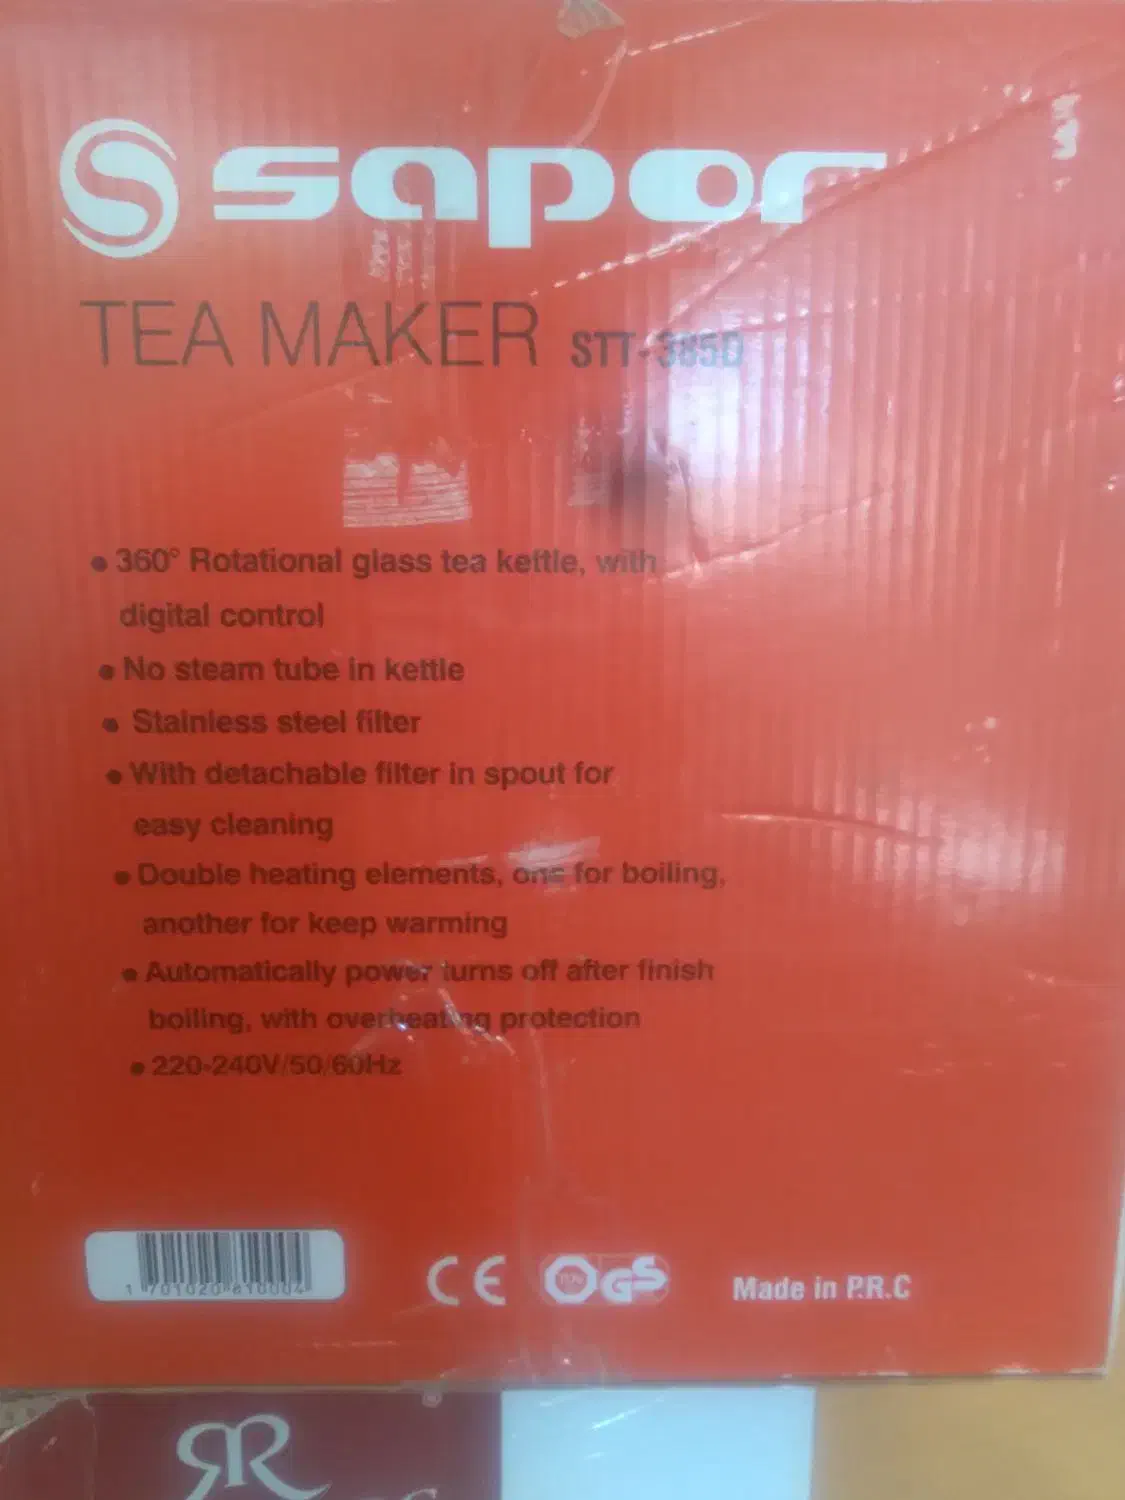 sapor
TEA MAKER STT-385D
• 360° Rotational glass tea kettle, with
digital control
• No steam tube in kettle
• Stainless steel filter
• With detachable filter in spout for
easy cleaning
• Double heating elements, one for boiling,
another for keep warming
• Automatically power turns off after finish
boiling, with overheating protection
• 220-240V/50/60Hz
CE TÜV GS Made in P.R.C